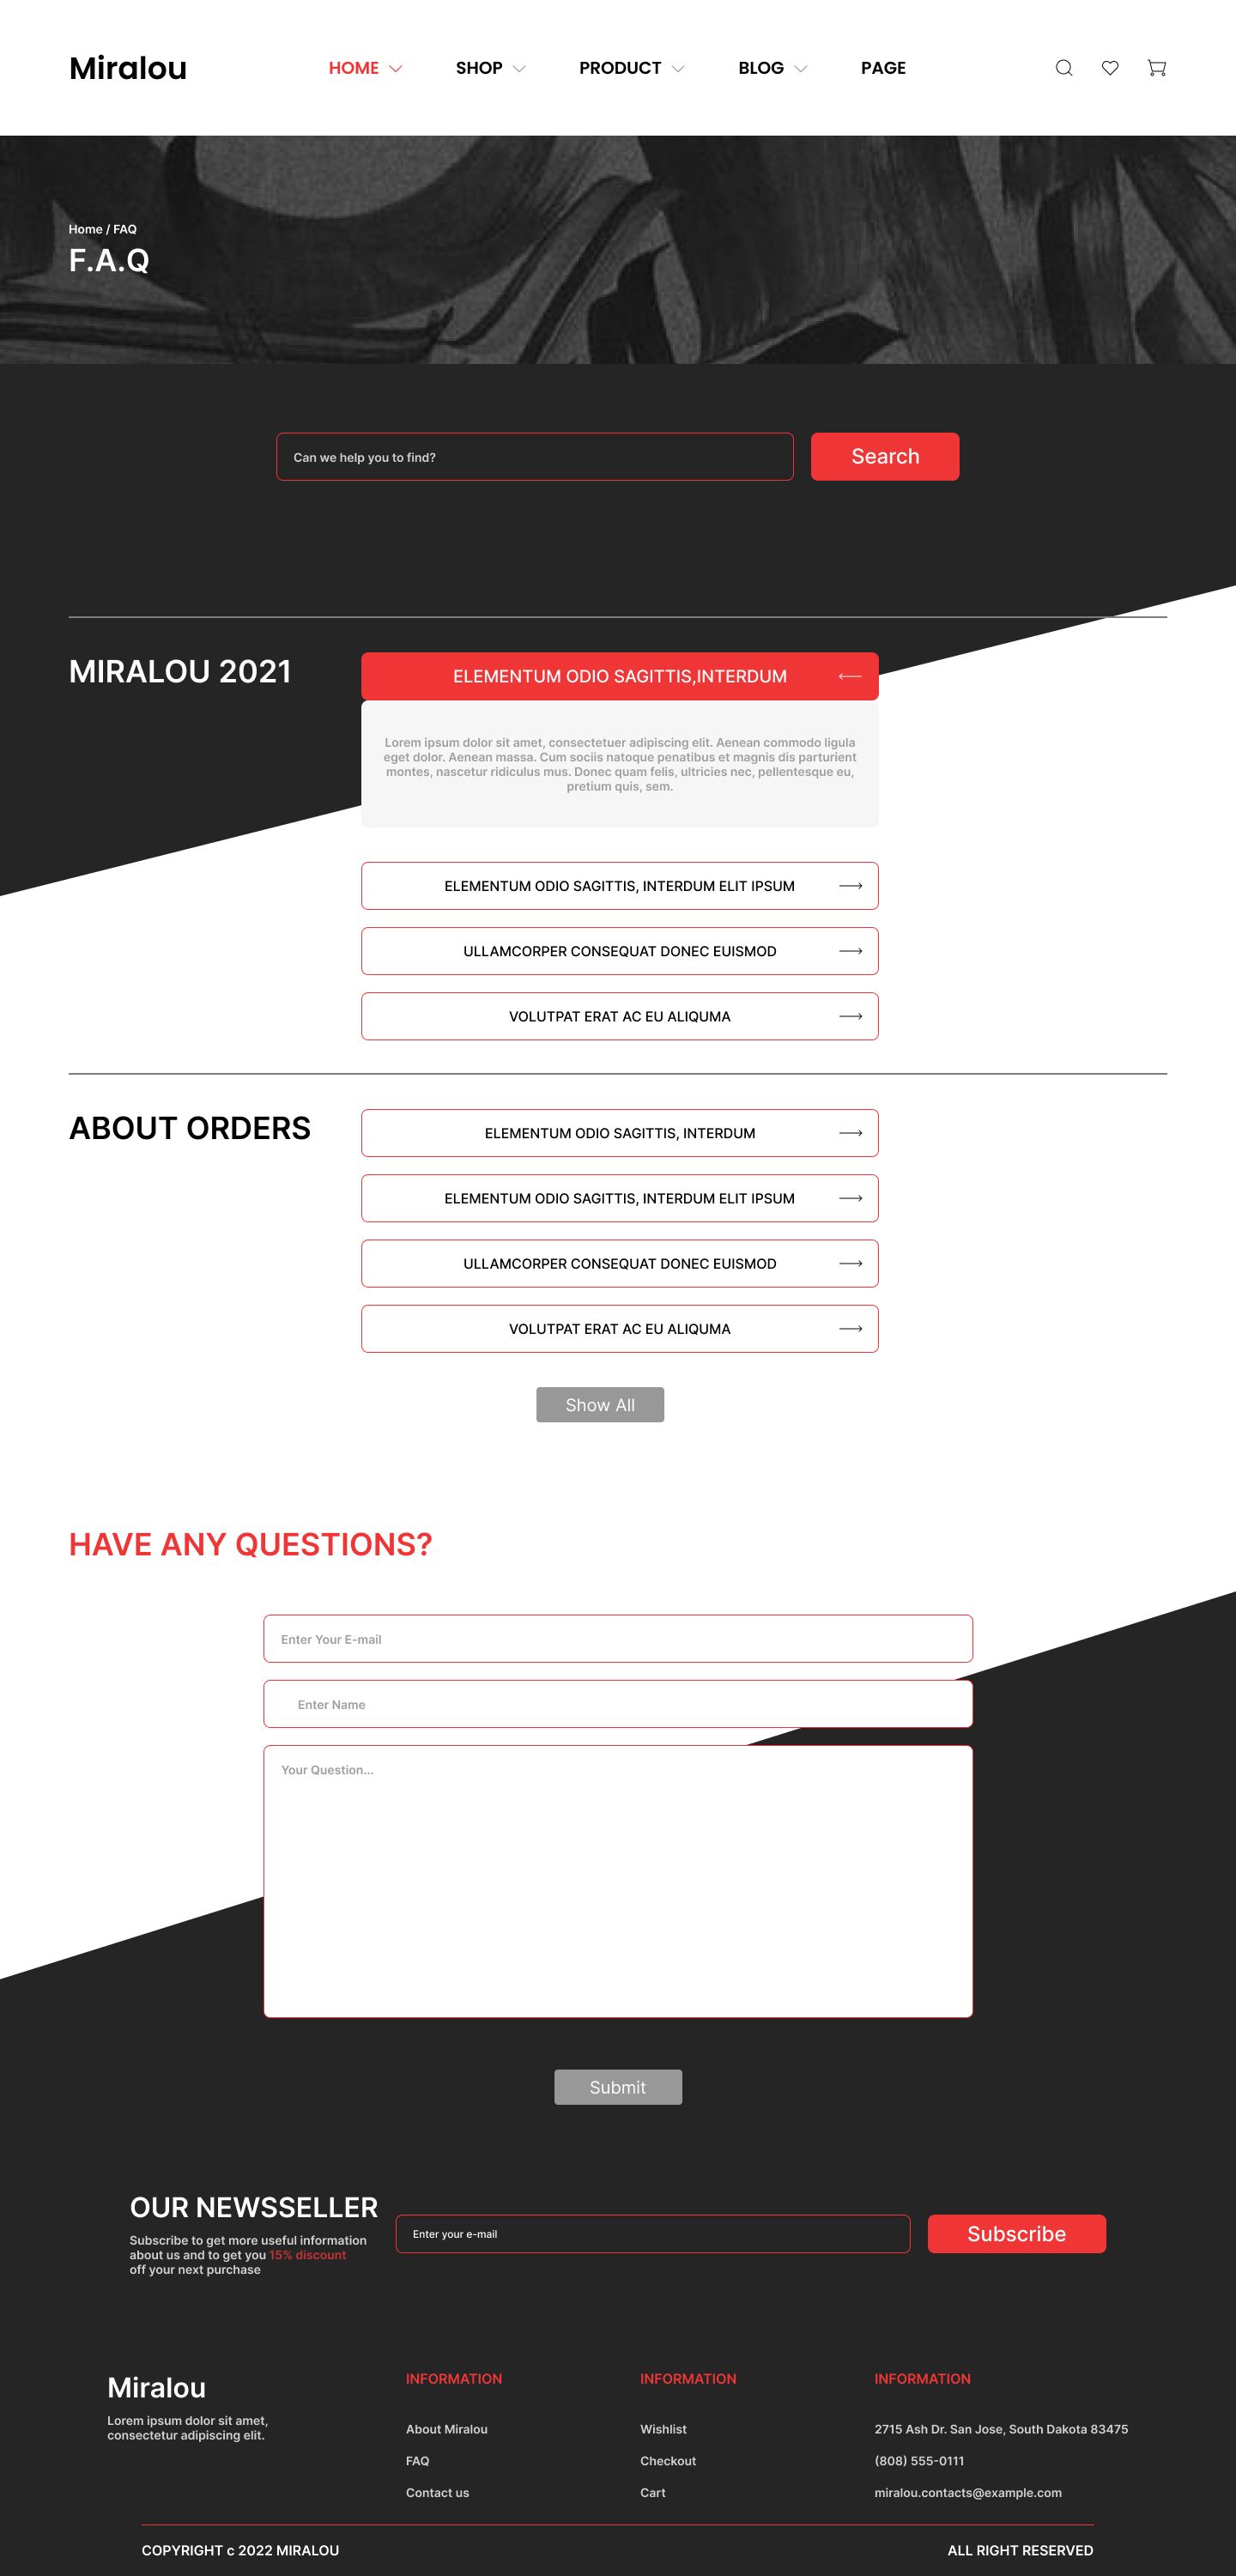 Miralou
HOME
SHOP
PRODUCT
BLOG
PAGE
Home / FAQ
F.A.Q
Can we help you to find?
Search
MIRALOU 2021
ELEMENTUM ODIO SAGITTIS,INTERDUM
Lorem ipsum dolor sit amet, consectetuer adipiscing elit. Aenean commodo ligula
eget dolor. Aenean massa. Cum sociis natoque penatibus et magnis dis parturient
montes, nascetur ridiculus mus. Donec quam felis, ultricies nec, pellentesque eu,
pretium quis, sem.
ELEMENTUM ODIO SAGITTIS, INTERDUM ELIT IPSUM
ULLAMCORPER CONSEQUAT DONEC EUISMOD
VOLUTPAT ERAT AC EU ALIQUMA
ABOUT ORDERS
ELEMENTUM ODIO SAGITTIS, INTERDUM
ELEMENTUM ODIO SAGITTIS, INTERDUM ELIT IPSUM
ULLAMCORPER CONSEQUAT DONEC EUISMOD
VOLUTPAT ERAT AC EU ALIQUMA
Show All
HAVE ANY QUESTIONS?
Enter Your E-mail
Enter Name
Your Question...
Submit
OUR NEWSSELLER
Subscribe to get more useful information
about us and to get you 15% discount
off your next purchase
Enter your e-mail
Subscribe
Miralou
Lorem ipsum dolor sit amet,
consectetur adipiscing elit.
INFORMATION
About Miralou
FAQ
Contact us
INFORMATION
Wishlist
Checkout
Cart
INFORMATION
2715 Ash Dr. San Jose, South Dakota 83475
(808) 555-0111
miralou.contacts@example.com
COPYRIGHT c 2022 MIRALOU
ALL RIGHT RESERVED